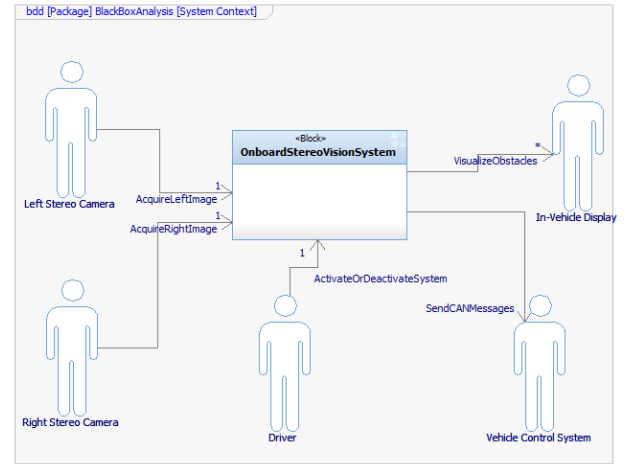 bdd [Package] BlackBoxAnalysis [System Context]
«Block»
OnboardStereoVisionSystem
*
VisualizeObstacles
1
AcquireLeftImage
Left Stereo Camera
1
AcquireRightImage
In-Vehicle Display
1
ActivateOrDeactivateSystem
SendCANMessages
Right Stereo Camera
Driver
Vehicle Control System